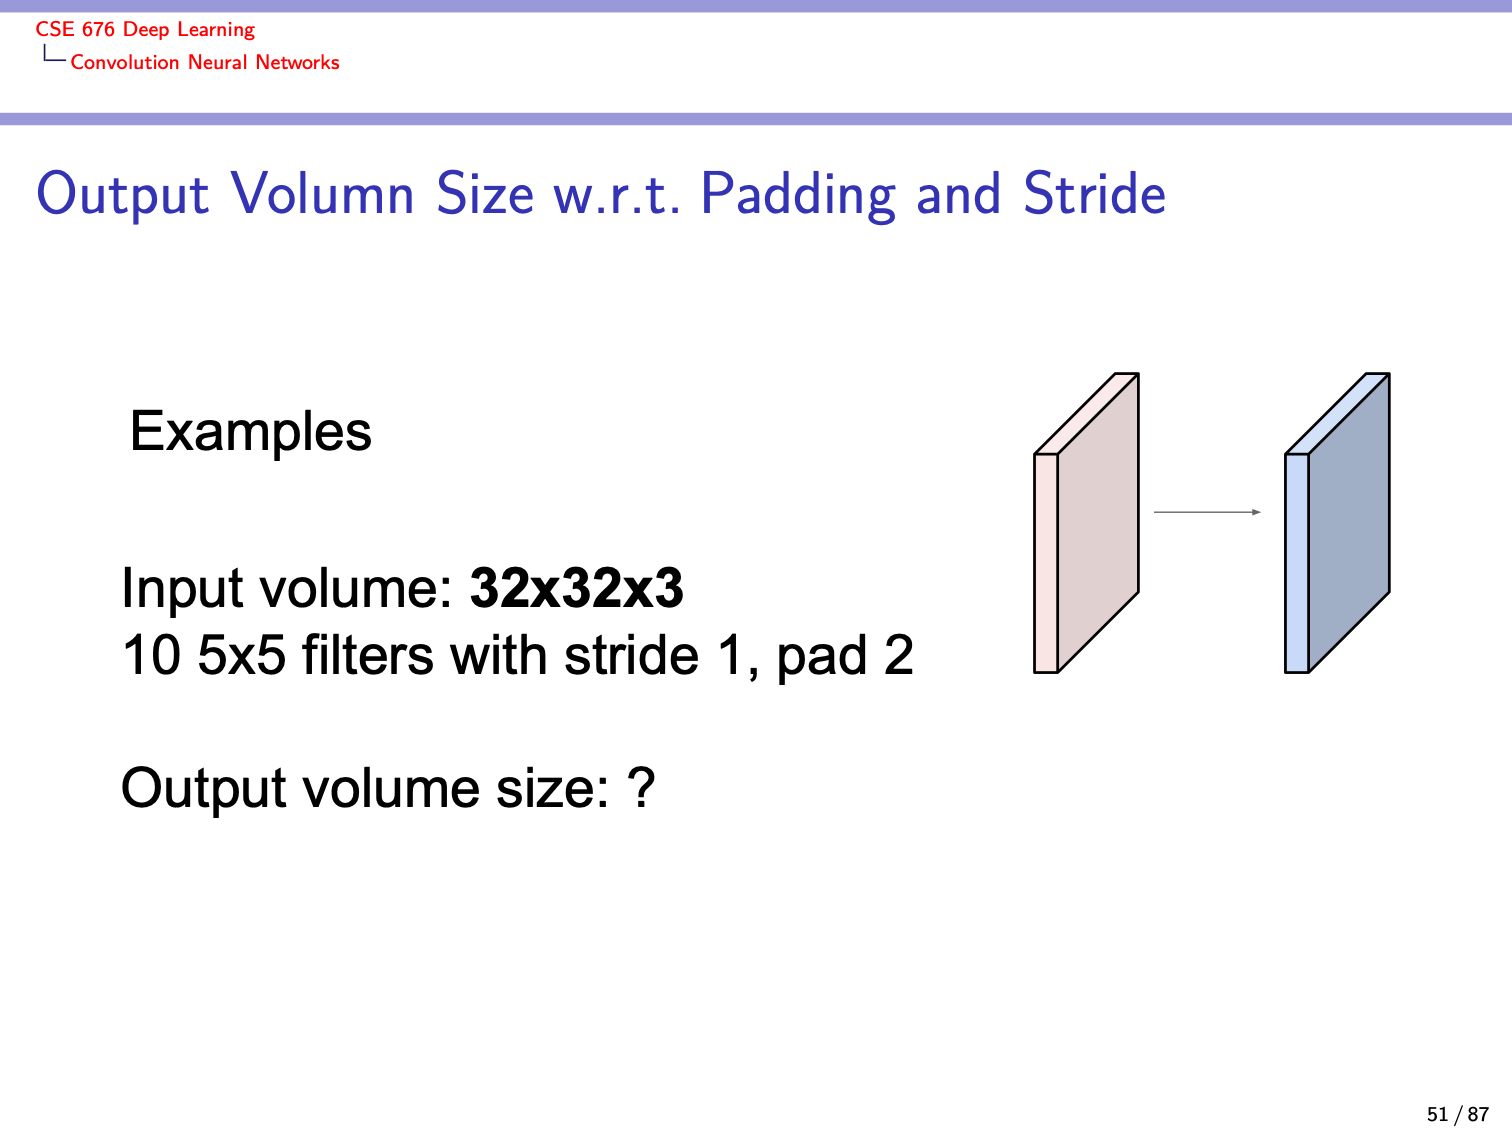 CSE 676 Deep Learning
Convolution Neural Networks
Output Volumn Size w.r.t. Padding and Stride
Examples
Input volume: 32x32x3
10 5x5 filters with stride 1, pad 2
Output volume size: ?
51 / 87